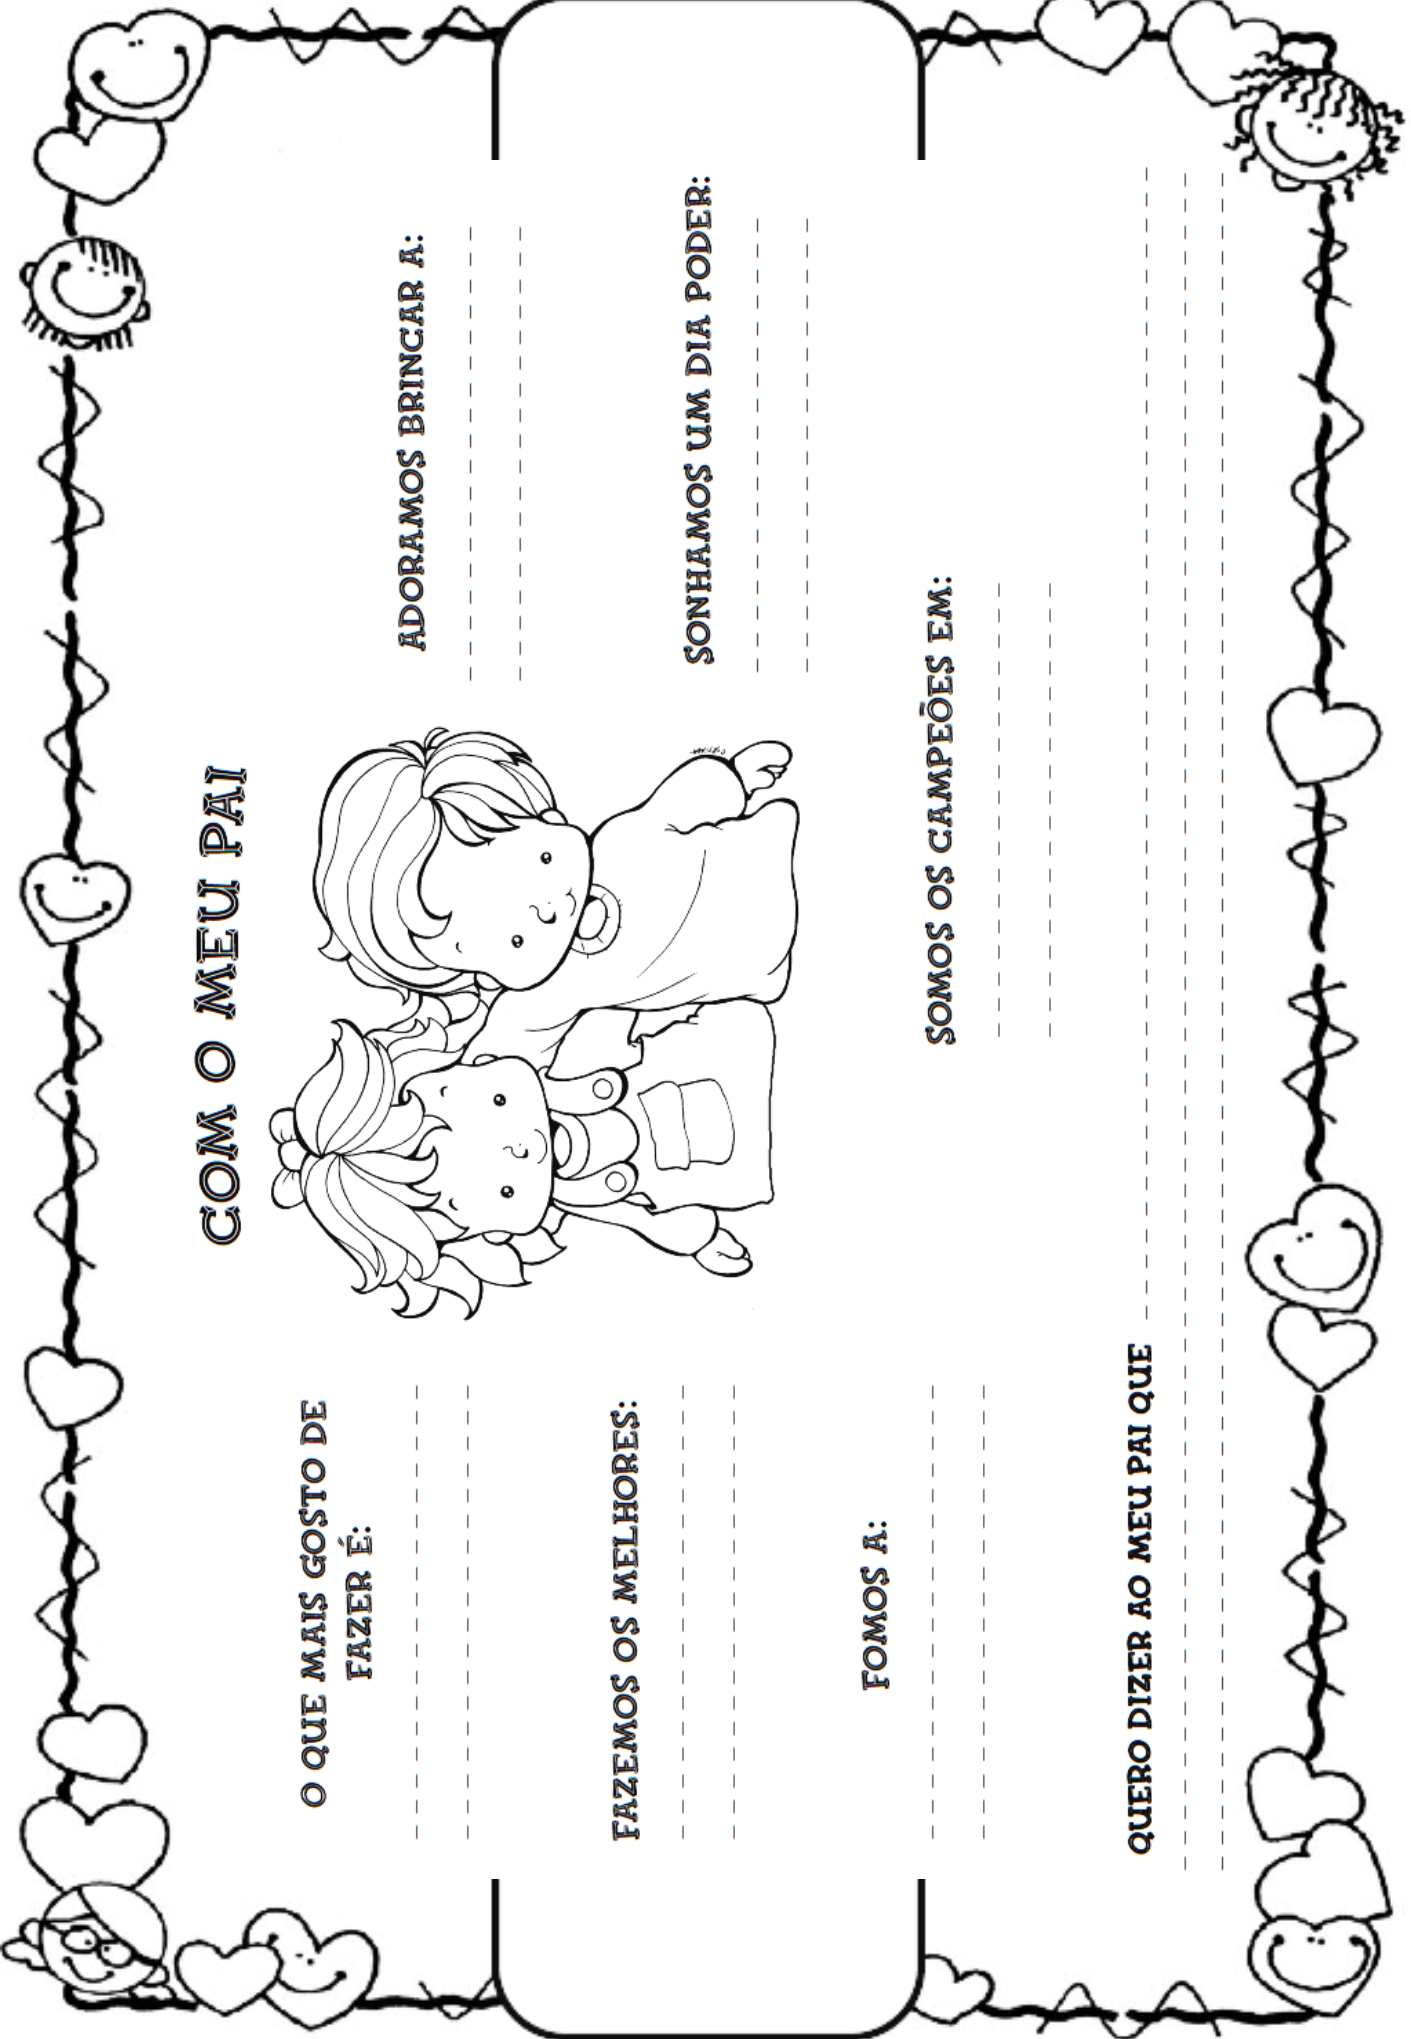 COM O MEU PAI
O QUE MAIS GOSTO DE
FAZER É:
ADORAMOS BRINCAR A:
FAZEMOS OS MELHORES:
SONHAMOS UM DIA PODER:
FOMOS A:
SOMOS OS CAMPEÕES EM:
QUERO DIZER AO MEU PAI QUE